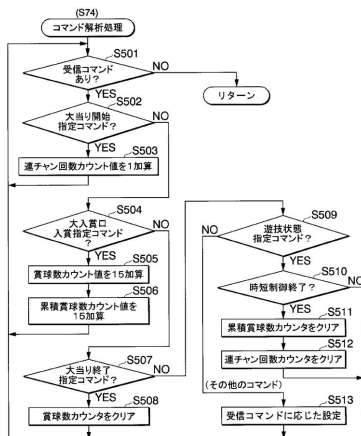 (S74)
コマンド解析処理
S501
受信コマンド
あり?
NO
リターン
YES
S502
大当り開始
指定コマンド?
NO
YES
S503
連チャン回数カウント値を1加算
S504
大入賞口
入賞指定コマンド
?
NO
YES
S505
賞球数カウント値を15加算
S506
累積賞球数カウント値を
15加算
S507
大当り終了
指定コマンド?
NO
YES
S508
賞球数カウンタをクリア
S509
遊技状態
指定コマンド?
NO
YES
S510
時短制御終了?
NO
YES
S511
累積賞球数カウンタをクリア
S512
連チャン回数カウンタをクリア
(その他のコマンド)
S513
受信コマンドに応じた設定